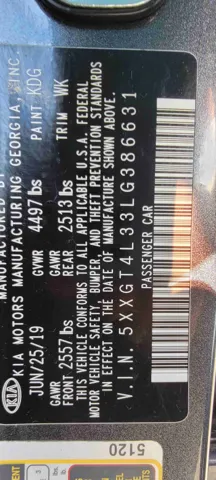 MANUFACTURED BY
KIA
KIA MOTORS MANUFACTURING GEORGIA, INC.
JUN/25/19 GVWR 4497 lbs PAINT KDG
GAWR FRONT 2557 lbs GAWR REAR 2513 lbs TRIM WK
THIS VEHICLE CONFORMS TO ALL APPLICABLE U.S.A. FEDERAL
MOTOR VEHICLE SAFETY, BUMPER, AND THEFT PREVENTION STANDARDS
IN EFFECT ON THE DATE OF MANUFACTURE SHOWN ABOVE.
V.I.N. 5XXGT4L33LG386631
PASSENGER CAR
5120